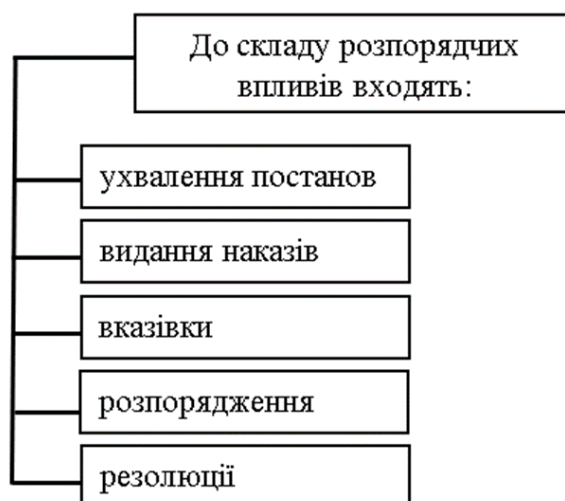 До складу розпорядчих
впливів входять:
ухвалення постанов
видання наказів
вказівки
розпорядження
резолюції